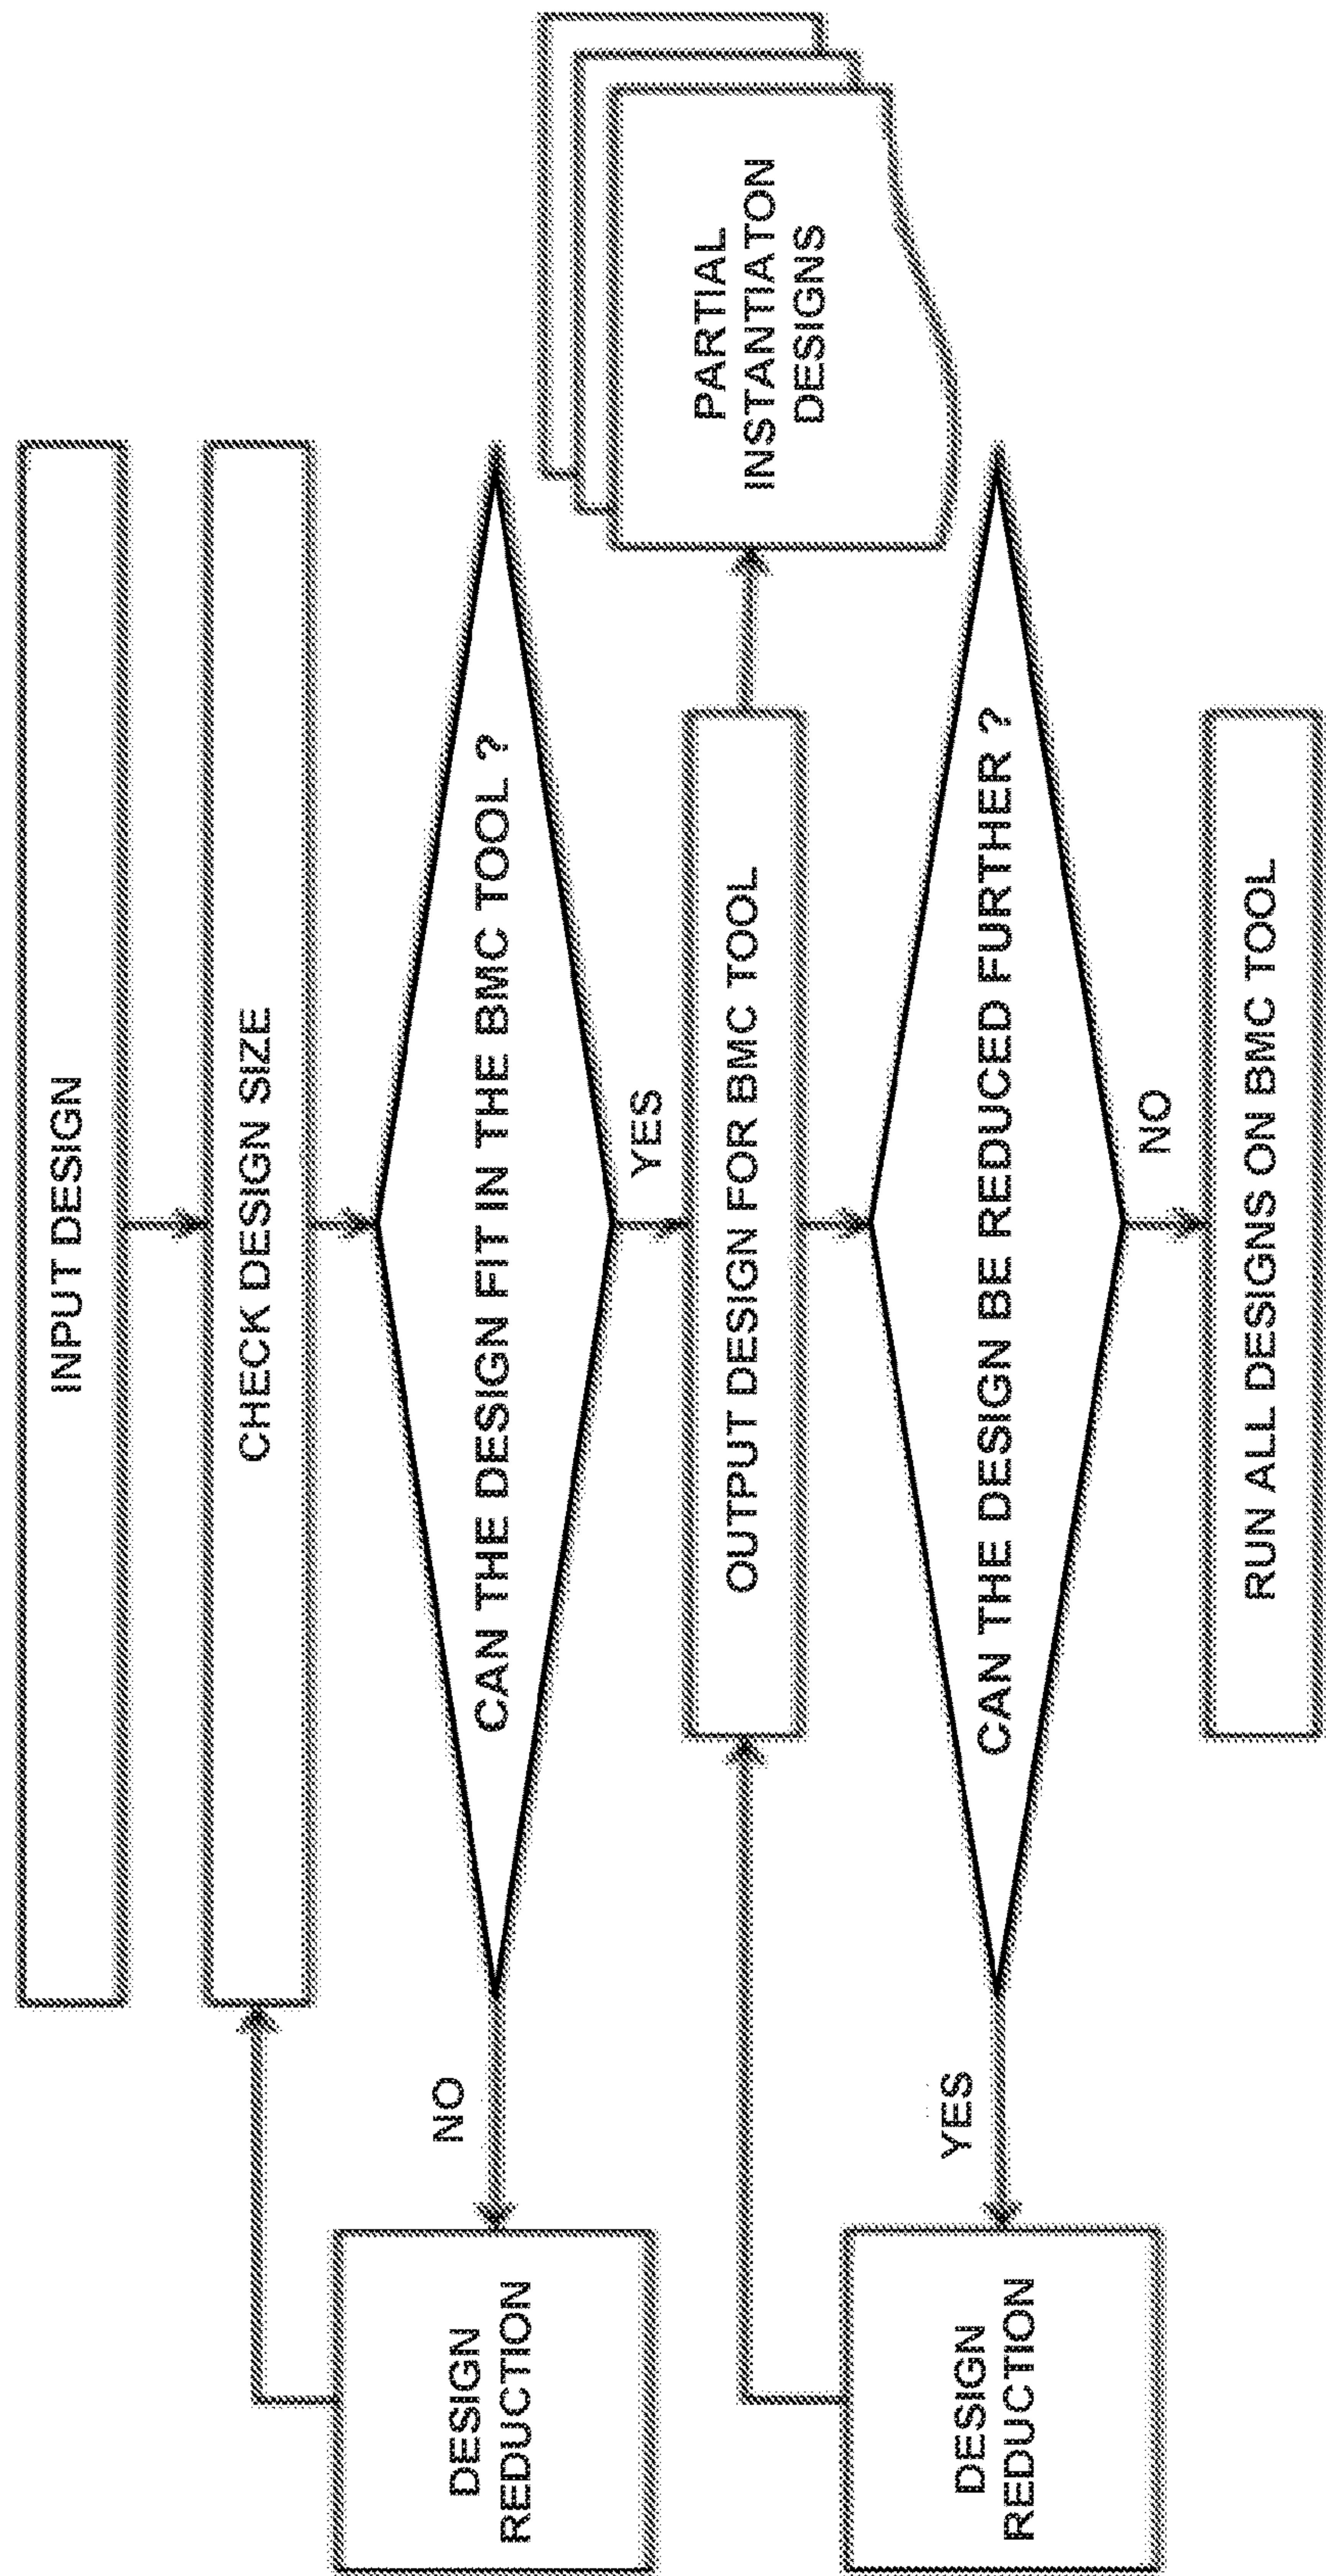 INPUT DESIGN
CHECK DESIGN SIZE
CAN THE DESIGN FIT IN THE BMC TOOL ?
NO
DESIGN
REDUCTION
YES
OUTPUT DESIGN FOR BMC TOOL
PARTIAL
INSTANTIATON
DESIGNS
CAN THE DESIGN BE REDUCED FURTHER ?
YES
DESIGN
REDUCTION
NO
RUN ALL DESIGNS ON BMC TOOL